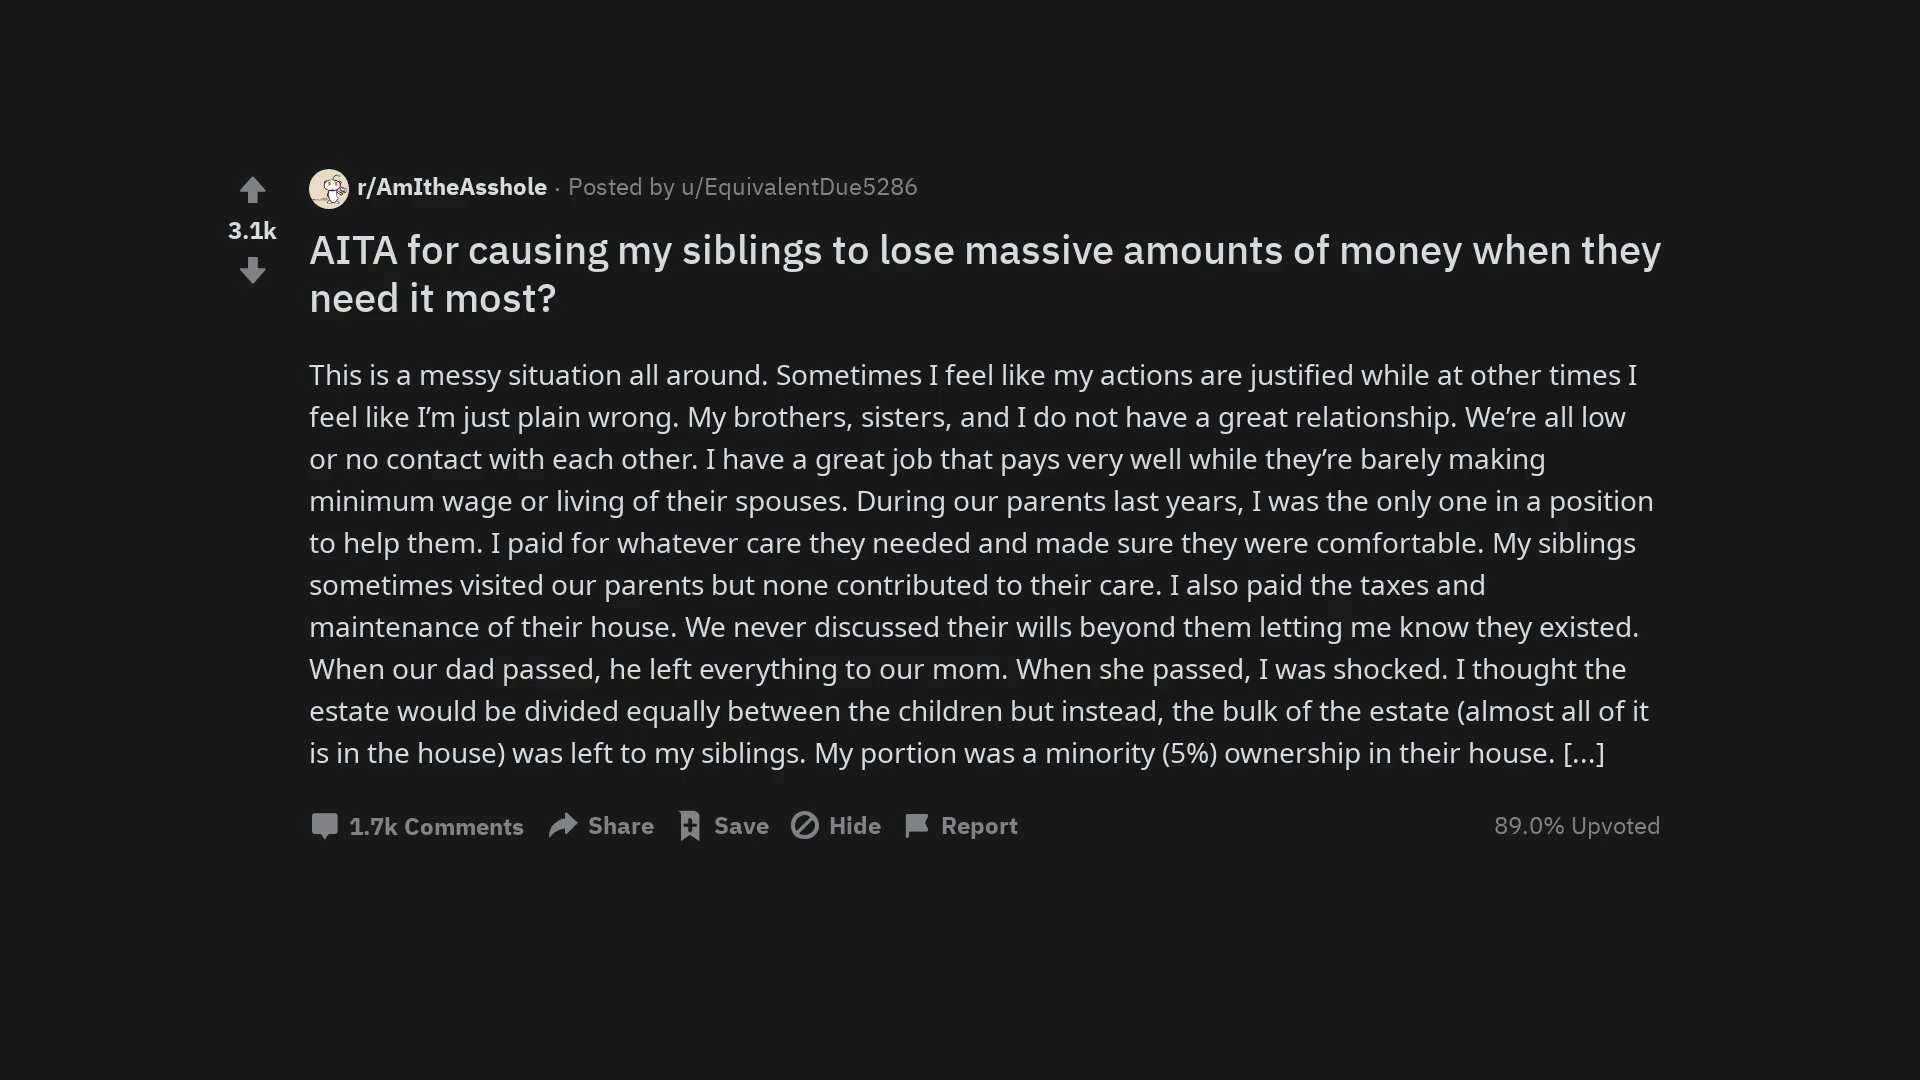 r/AmItheAsshole · Posted by u/EquivalentDue5286
3.1k
AITA for causing my siblings to lose massive amounts of money when they
need it most?
This is a messy situation all around. Sometimes I feel like my actions are justified while at other times I
feel like I’m just plain wrong. My brothers, sisters, and I do not have a great relationship. We’re all low
or no contact with each other. I have a great job that pays very well while they’re barely making
minimum wage or living of their spouses. During our parents last years, I was the only one in a position
to help them. I paid for whatever care they needed and made sure they were comfortable. My siblings
sometimes visited our parents but none contributed to their care. I also paid the taxes and
maintenance of their house. We never discussed their wills beyond them letting me know they existed.
When our dad passed, he left everything to our mom. When she passed, I was shocked. I thought the
estate would be divided equally between the children but instead, the bulk of the estate (almost all of it
is in the house) was left to my siblings. My portion was a minority (5%) ownership in their house. [...]
1.7k Comments Share Save Hide Report 89.0% Upvoted